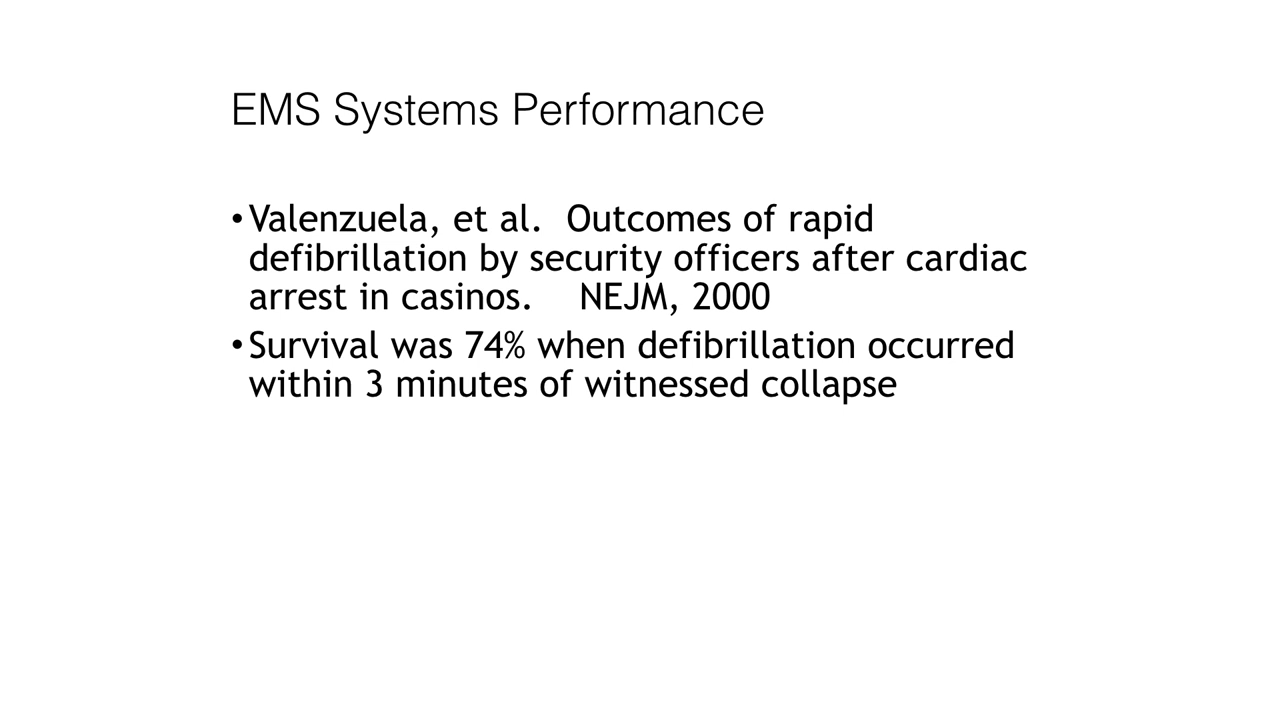 EMS Systems Performance
•Valenzuela, et al.  Outcomes of rapid
defibrillation by security officers after cardiac
arrest in casinos.    NEJM, 2000
•Survival was 74% when defibrillation occurred
within 3 minutes of witnessed collapse